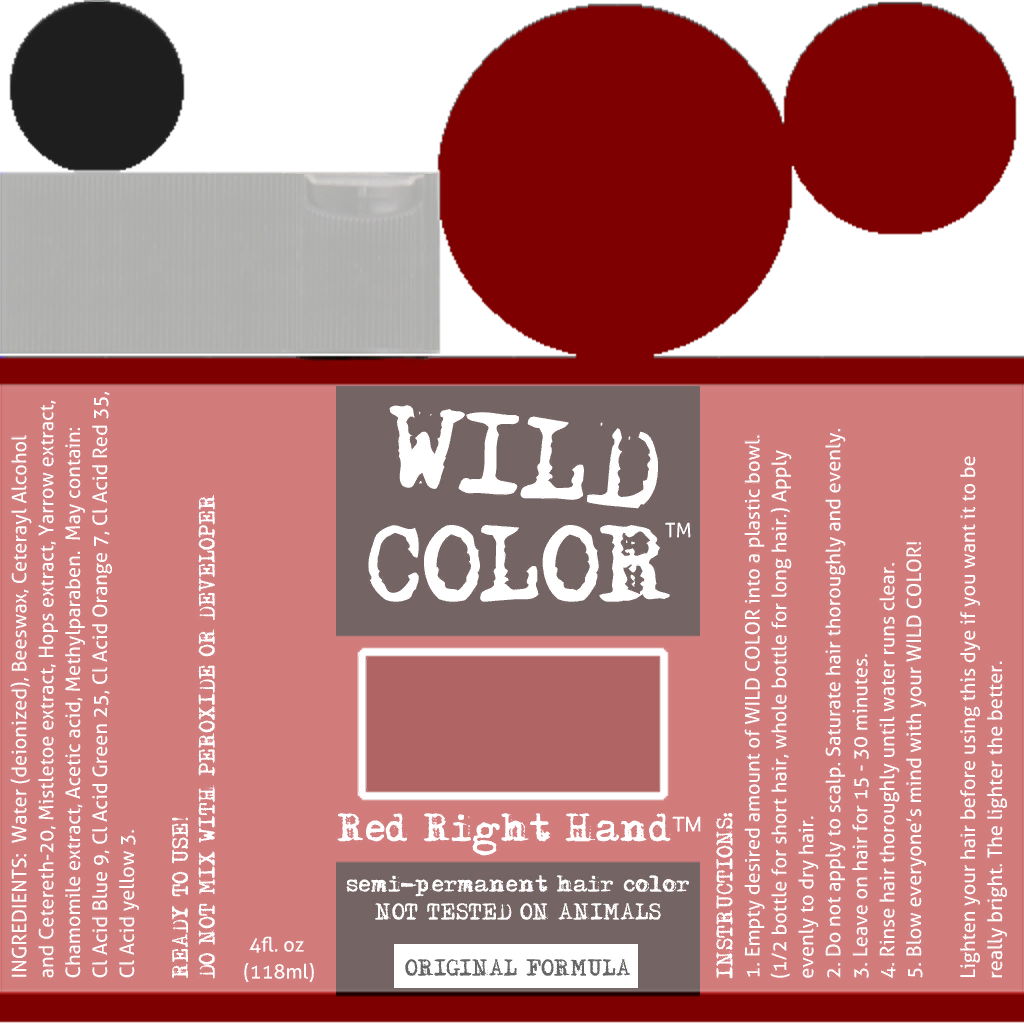 INGREDIENTS: Water (deionized), Beeswax, Ceterayl Alcohol
and Cetereth-20, Mistletoe extract, Hops extract, Yarrow extract,
Chamomile extract, Acetic acid, Methylparaben. May contain:
Cl Acid Blue 9, Cl Acid Green 25, Cl Acid Orange 7, Cl Acid Red 35,
Cl Acid yellow 3.
READY TO USE!
DO NOT MIX WITH PEROXIDE OR DEVELOPER
4fl. oz
(118ml)
WILD
COLOR™
Red Right Hand™
semi-permanent hair color
NOT TESTED ON ANIMALS
ORIGINAL FORMULA
INSTRUCTIONS:
1. Empty desired amount of WILD COLOR into a plastic bowl.
(1/2 bottle for short hair, whole bottle for long hair.) Apply
evenly to dry hair.
2. Do not apply to scalp. Saturate hair thoroughly and evenly.
3. Leave on hair for 15 - 30 minutes.
4. Rinse hair thoroughly until water runs clear.
5. Blow everyone's mind with your WILD COLOR!
Lighten your hair before using this dye if you want it to be
really bright. The lighter the better.